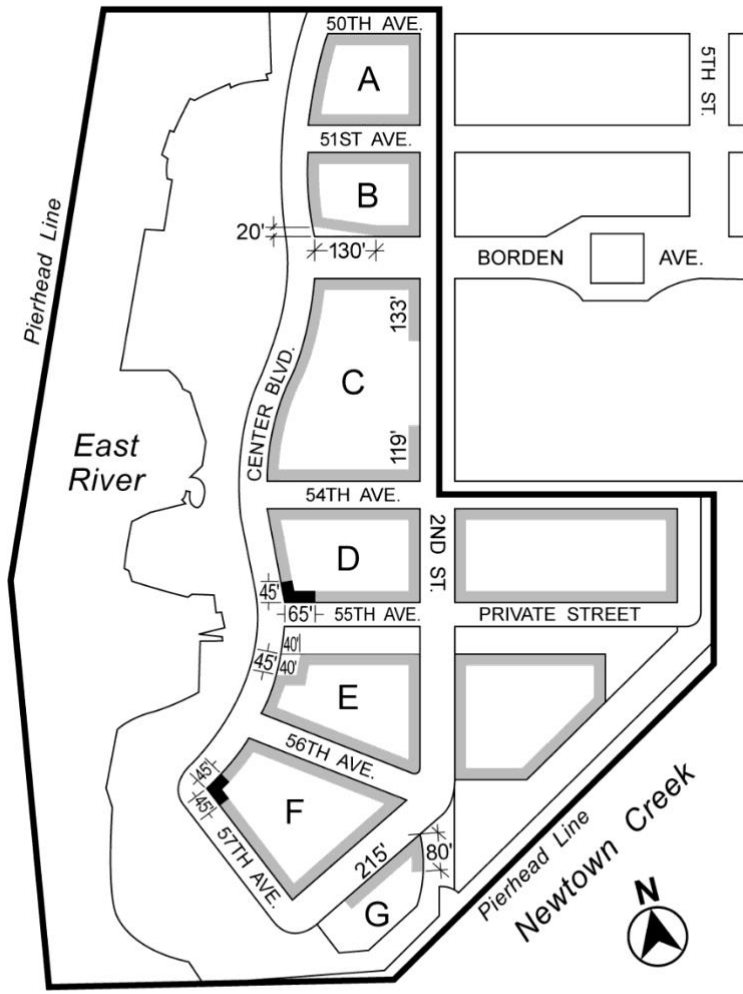 50TH AVE.
A
5TH ST.
51ST AVE.
B
20'
130'
BORDEN AVE.
Pierhead Line
133'
CENTER BLVD.
C
119'
East
River
54TH AVE.
2ND ST.
D
45'
65'
55TH AVE.
PRIVATE STREET
40'
45'
40'
E
56TH AVE.
45'
45'
F
57TH AVE.
215'
80'
G
Pierhead Line
Newtown Creek
N